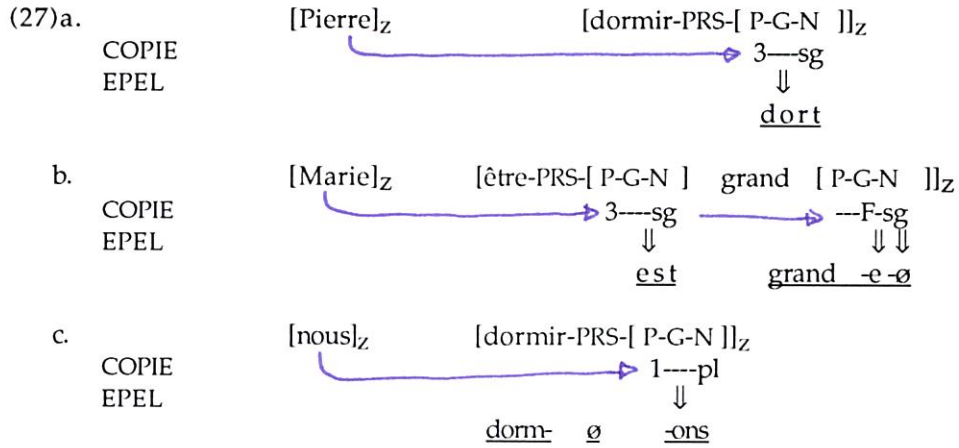 (27)a. [Pierre]Z [dormir-PRS-[ P-G-N ]]Z
COPIE 3----sg
EPEL ⇓
dort
b. [Marie]Z [être-PRS-[ P-G-N ] grand [ P-G-N ]]Z
COPIE 3----sg ---F-sg
EPEL ⇓ ⇓ ⇓
est grand -e -ø
c. [nous]Z [dormir-PRS-[ P-G-N ]]Z
COPIE 1----pl
EPEL ⇓
dorm- ø -ons